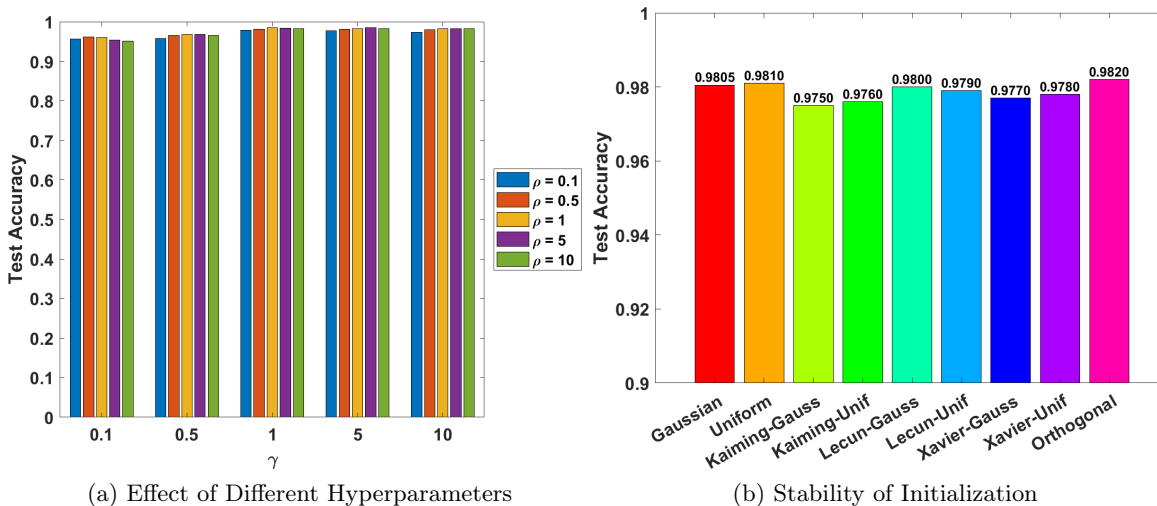 1
0.9
0.8
0.7
0.6
0.5
0.4
0.3
0.2
0.1
0
Test Accuracy
0.1 0.5 1 5 10
γ
ρ = 0.1
ρ = 0.5
ρ = 1
ρ = 5
ρ = 10
(a) Effect of Different Hyperparameters
1
0.98
0.96
0.94
0.92
0.9
Test Accuracy
0.9805 0.9810 0.9750 0.9760 0.9800 0.9790 0.9770 0.9780 0.9820
Gaussian
Uniform
Kaiming-Gauss
Kaiming-Unif
Lecun-Gauss
Lecun-Unif
Xavier-Gauss
Xavier-Unif
Orthogonal
(b) Stability of Initialization